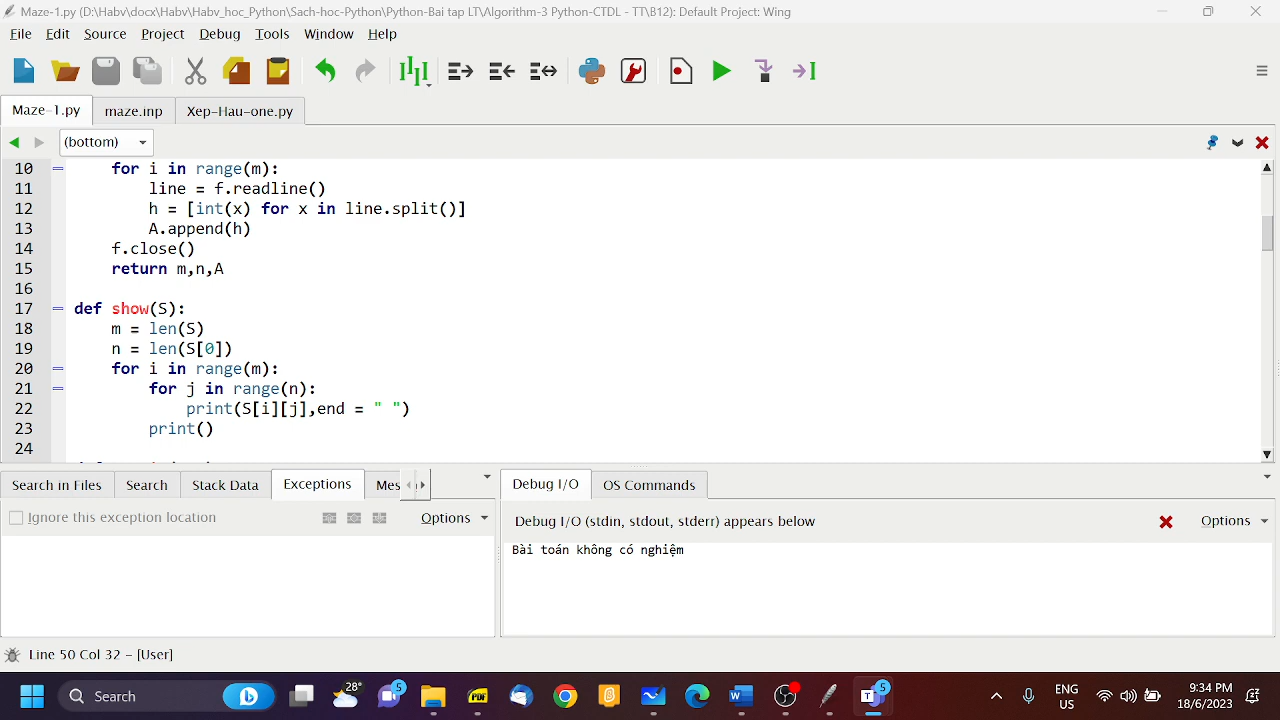 Maze-1.py (D:\Habv\docx\Habv\Habv_hoc_Python\Sach-hoc-Python\Python-Bai tap LT\Algorithm-3 Python-CTDL - TT\B12): Default Project: Wing
File Edit Source Project Debug Tools Window Help
Maze-1.py maze.inp Xep-Hau-one.py
(bottom)
10 for i in range(m):
11 line = f.readline()
12 h = [int(x) for x in line.split()]
13 A.append(h)
14 f.close()
15 return m,n,A
16
17 def show(S):
18 m = len(S)
19 n = len(S[0])
20 for i in range(m):
21 for j in range(n):
22 print(S[i][j],end = " ")
23 print()
24
Search in Files Search Stack Data Exceptions Mes
Debug I/O OS Commands
Ignore this exception location Options
Debug I/O (stdin, stdout, stderr) appears below Options
Bài toán không có nghiệm
Line 50 Col 32 - [User]
Search 28° 5 PDF 5 ENG US 9:34 PM 18/6/2023